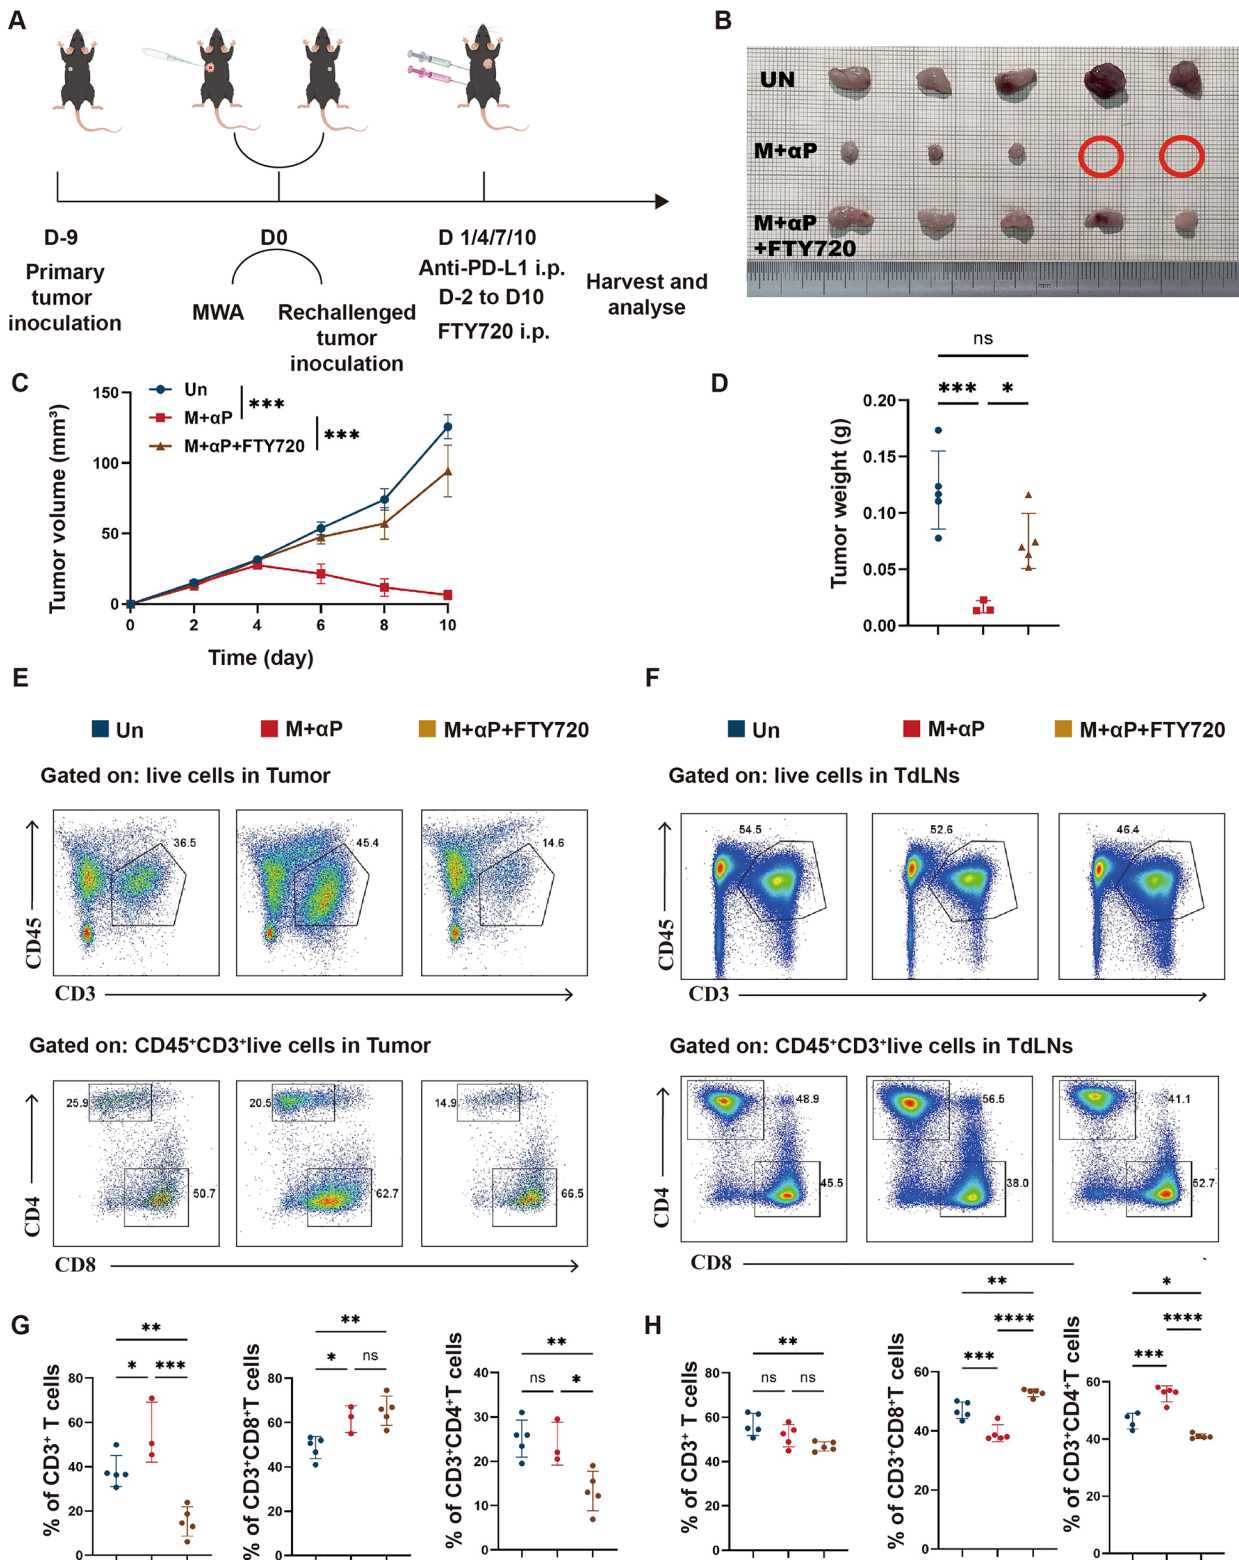 A
D-9
Primary
tumor
inoculation
D0
MWA
Rechallenged
tumor
inoculation
D 1/4/7/10
Anti-PD-L1 i.p.
D-2 to D10
FTY720 i.p.
Harvest and
analyse
B
UN
M+αP
M+αP
+FTY720
mm
C
Un
M+αP
M+αP+FTY720
***
***
Tumor volume (mm³)
150
100
50
0
0 2 4 6 8 10
Time (day)
D
ns
*** *
Tumor weight (g)
0.20
0.15
0.10
0.05
0.00
E
Un M+αP M+αP+FTY720
Gated on: live cells in Tumor
36.5 45.4 14.6
CD45
CD3
Gated on: CD45⁺CD3⁺live cells in Tumor
25.9 20.5 14.9
50.7 62.7 66.5
CD4
CD8
F
Un M+αP M+αP+FTY720
Gated on: live cells in TdLNs
54.5 52.6 46.4
CD45
CD3
Gated on: CD45⁺CD3⁺live cells in TdLNs
48.9 56.5 41.1
45.5 38.0 52.7
CD4
CD8
G
% of CD3⁺ T cells
**
* ***
80
60
40
20
0
% of CD3⁺CD8⁺T cells
**
* ns
80
60
40
20
0
% of CD3⁺CD4⁺T cells
**
ns *
40
30
20
10
0
H
% of CD3⁺ T cells
**
ns ns
80
60
40
20
0
% of CD3⁺CD8⁺T cells
**
****
***
60
40
20
0
% of CD3⁺CD4⁺T cells
*
****
***
60
40
20
0